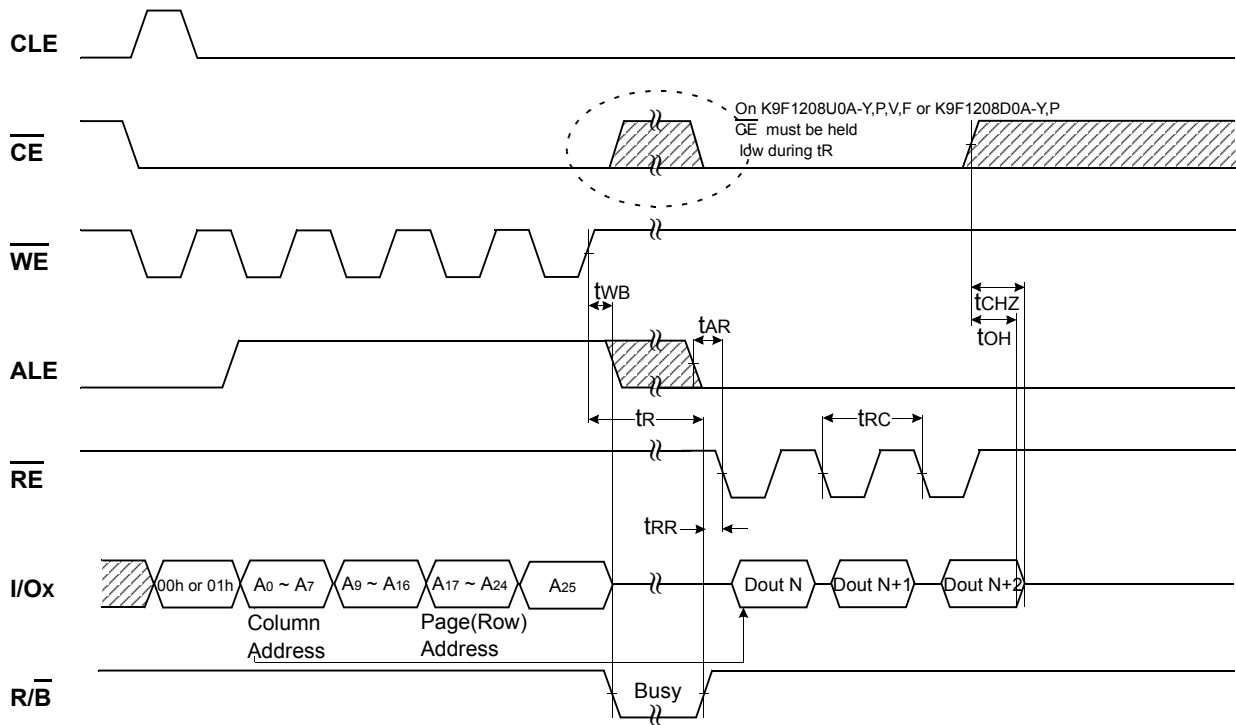 CLE
On K9F1208U0A-Y,P,V,F or K9F1208D0A-Y,P
CE must be held
low during tR
CE
WE
tWB
tCHZ
tAR
tOH
ALE
tR
tRC
RE
tRR
I/Ox
00h or 01h
A0 ~ A7
A9 ~ A16
A17 ~ A24
A25
Dout N
Dout N+1
Dout N+2
Column
Address
Page(Row)
Address
R/B
Busy